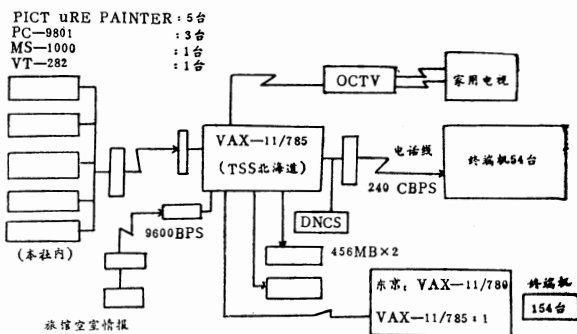 PICT uRE PAINTER：5台
PC—9801 ：3台
MS—1000 ：1台
VT—282 ：1台
OCTV
家用电视
VAX—11/785
(TSS北海道)
电话线
终端机54台
240 CBPS
DNCS
(本社内)
9600BPS
456MB×2
东京：VAX—11/780
VAX—11/785：1
终端机
154台
旅馆空室情报